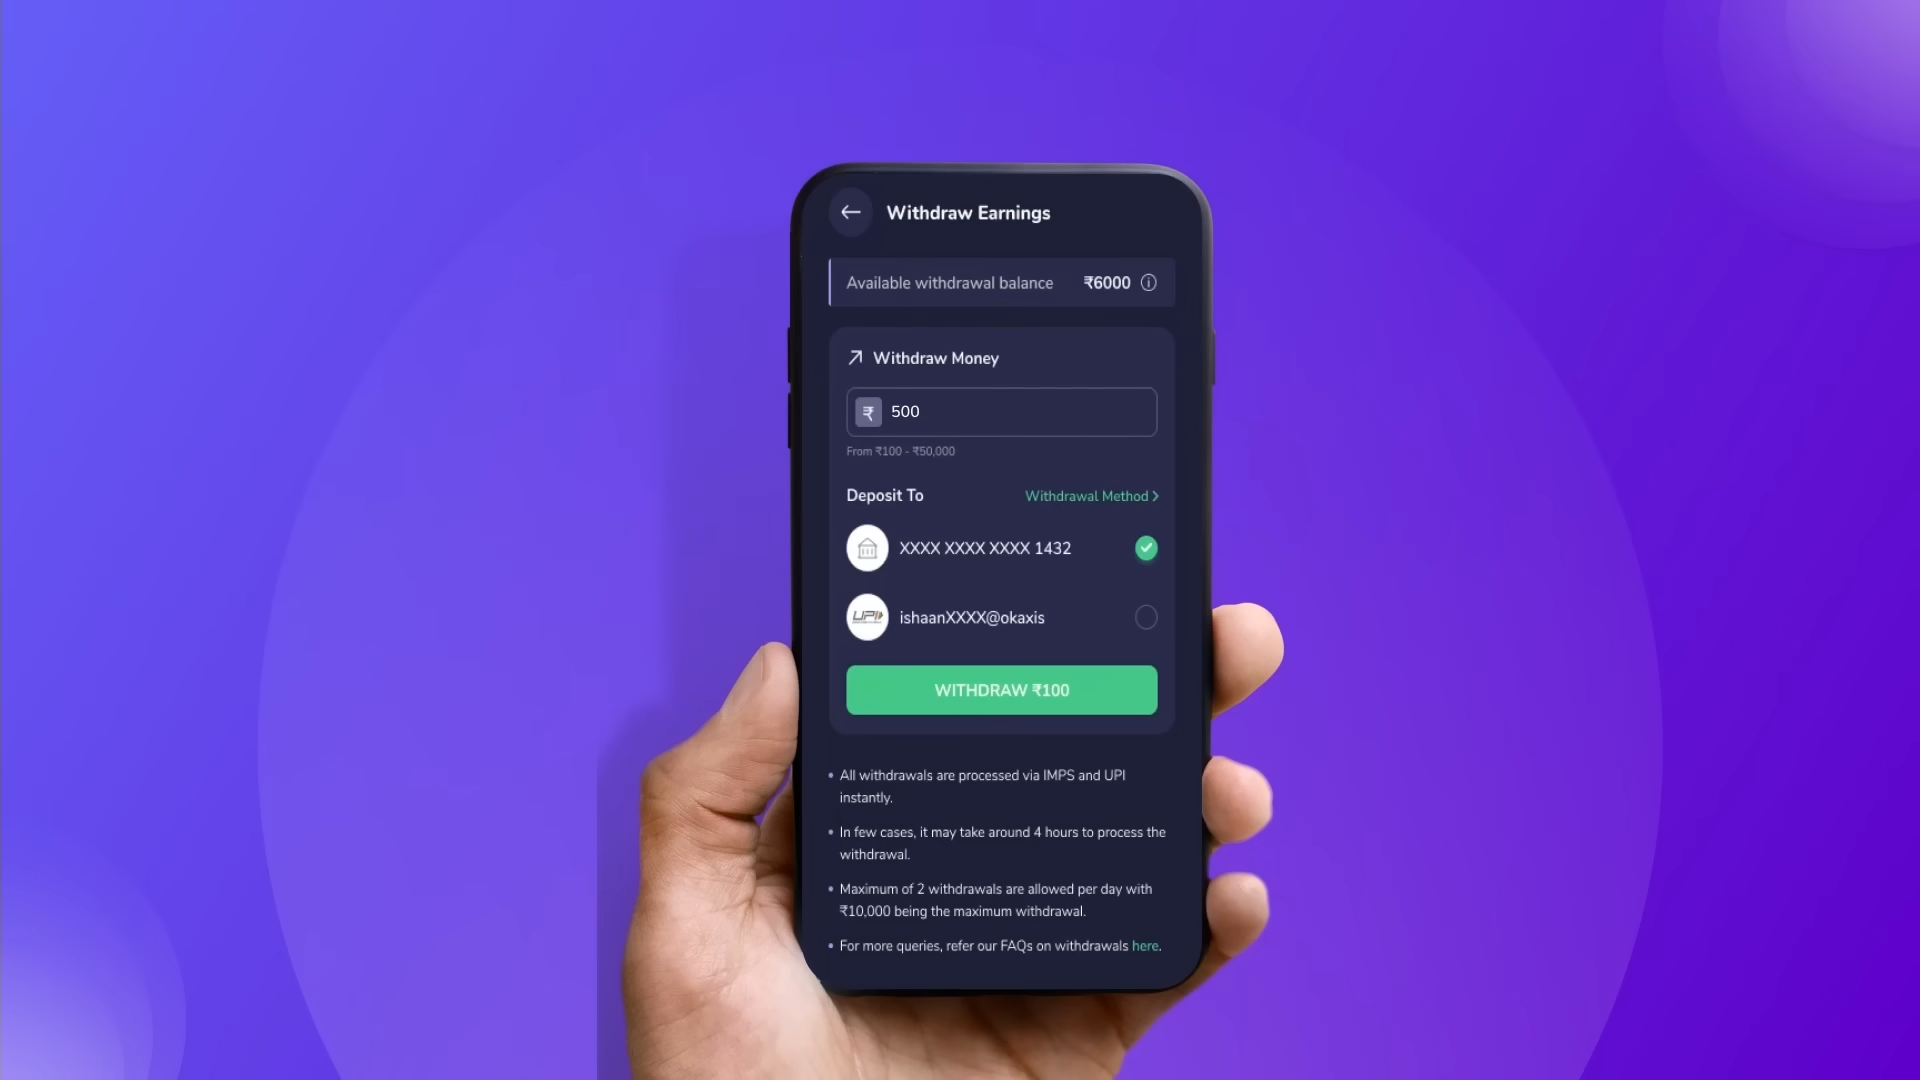 Withdraw Earnings
Available withdrawal balance ₹6000
Withdraw Money
₹ 500
From ₹100 - ₹50,000
Deposit To Withdrawal Method
XXXX XXXX XXXX 1432
UPI ishaanXXXX@okaxis
WITHDRAW ₹100
• All withdrawals are processed via IMPS and UPI
instantly.
• In few cases, it may take around 4 hours to process the
withdrawal.
• Maximum of 2 withdrawals are allowed per day with
₹10,000 being the maximum withdrawal.
• For more queries, refer our FAQs on withdrawals here.